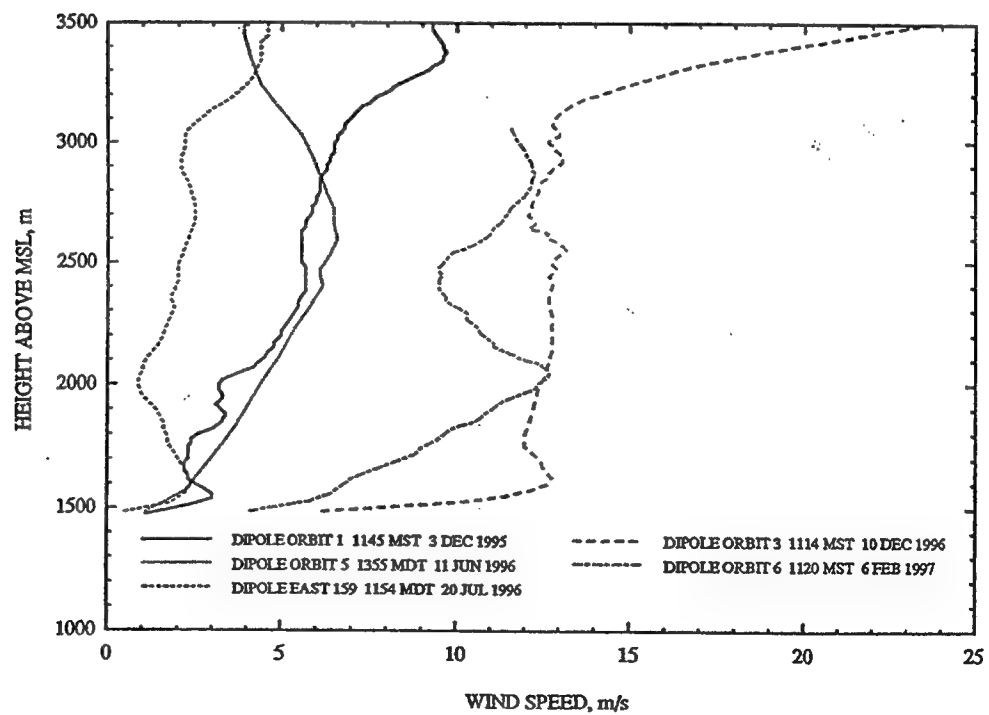 3500
3000
2500
2000
1500
1000
HEIGHT ABOVE MSL, m
DIPOLE ORBIT 1 1145 MST 3 DEC 1995
DIPOLE ORBIT 5 1355 MDT 11 JUN 1996
DIPOLE EAST 159 1154 MDT 20 JUL 1996
DIPOLE ORBIT 3 1114 MST 10 DEC 1996
DIPOLE ORBIT 6 1120 MST 6 FEB 1997
0 5 10 15 20 25
WIND SPEED, m/s